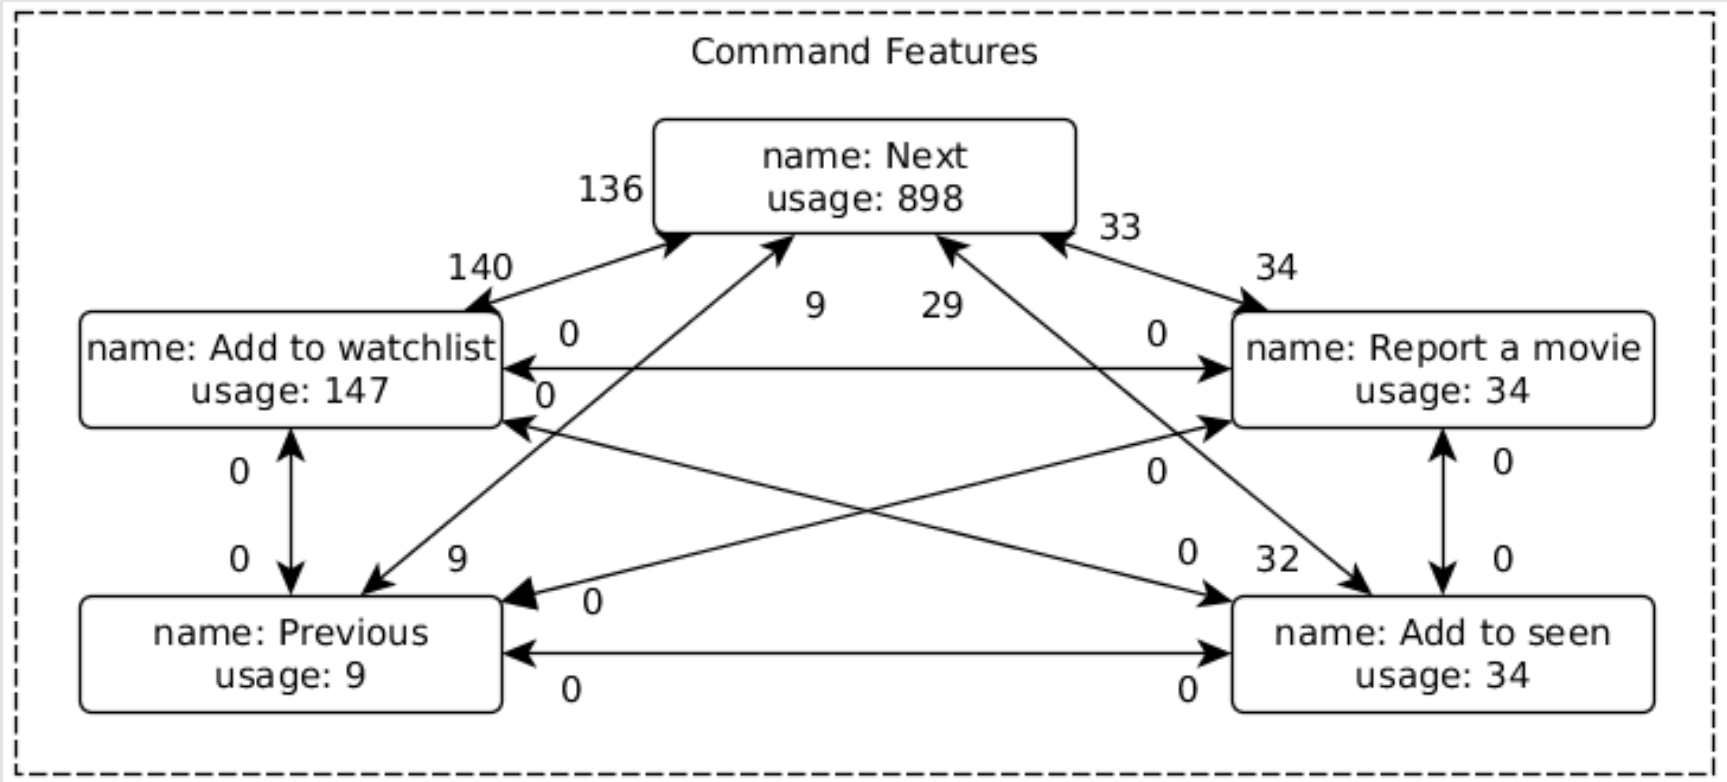 Command Features
name: Next
usage: 898
136
33
140
34
9
29
0
0
name: Add to watchlist
usage: 147
name: Report a movie
usage: 34
0
0
0
0
0
9
0
32
0
0
name: Previous
usage: 9
name: Add to seen
usage: 34
0
0